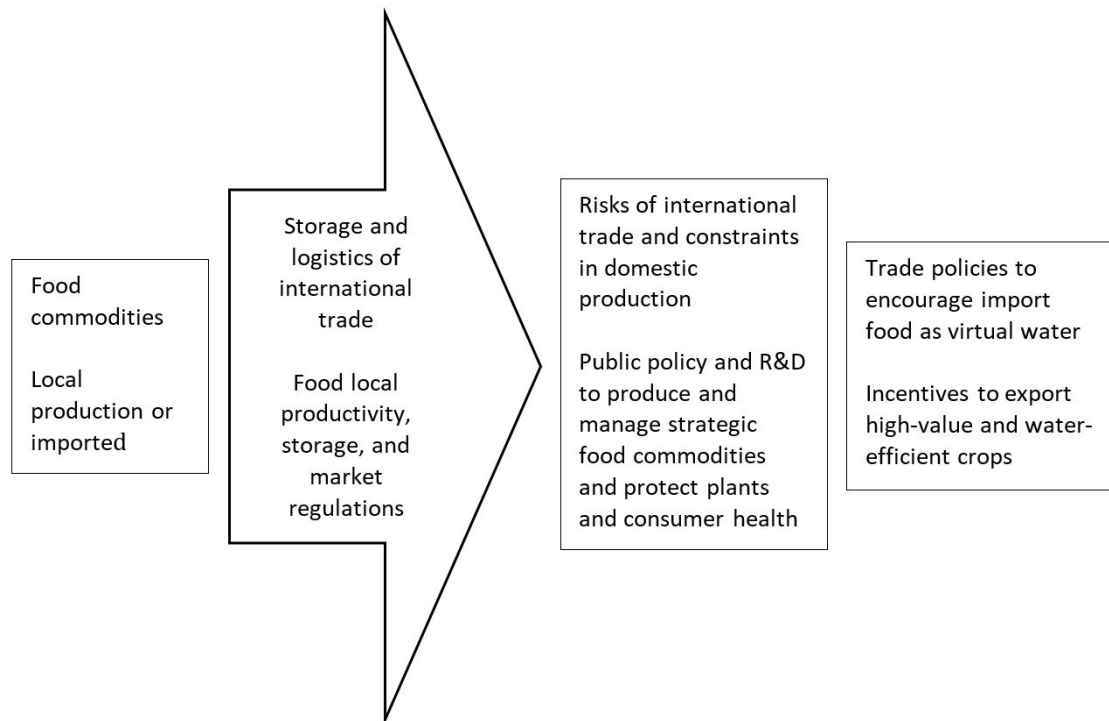 Food
commodities
Local
production or
imported
Storage and
logistics of
international
trade
Food local
productivity,
storage, and
market
regulations
Risks of international
trade and constraints
in domestic
production
Public policy and R&D
to produce and
manage strategic
food commodities
and protect plants
and consumer health
Trade policies to
encourage import
food as virtual water
Incentives to export
high-value and water-
efficient crops